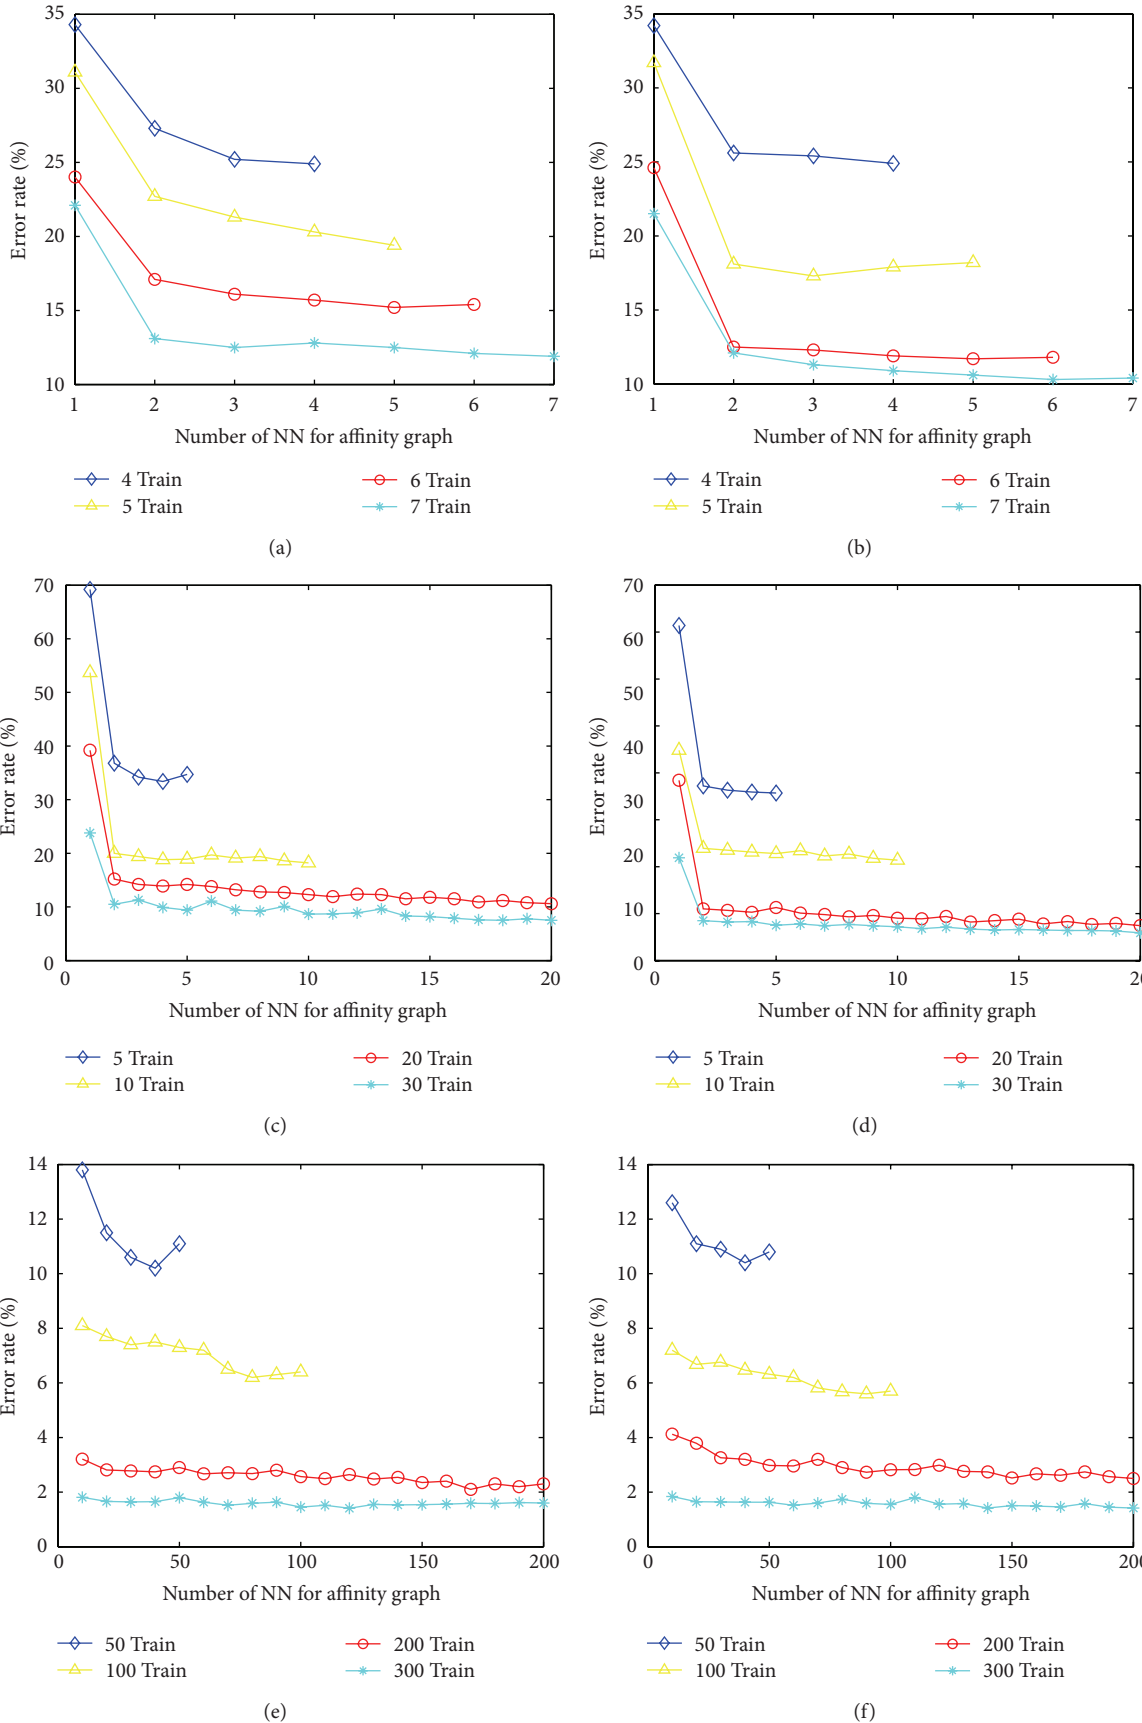 35
30
25
20
15
10
Error rate (%)
1 2 3 4 5 6 7
Number of NN for affinity graph
4 Train
5 Train
6 Train
7 Train
(a)
35
30
25
20
15
10
Error rate (%)
1 2 3 4 5 6 7
Number of NN for affinity graph
4 Train
5 Train
6 Train
7 Train
(b)
70
60
50
40
30
20
10
0
Error rate (%)
0 5 10 15 20
Number of NN for affinity graph
5 Train
10 Train
20 Train
30 Train
(c)
70
60
50
40
30
20
10
0
Error rate (%)
0 5 10 15 20
Number of NN for affinity graph
5 Train
10 Train
20 Train
30 Train
(d)
14
12
10
8
6
4
2
0
Error rate (%)
0 50 100 150 200
Number of NN for affinity graph
50 Train
100 Train
200 Train
300 Train
(e)
14
12
10
8
6
4
2
0
Error rate (%)
0 50 100 150 200
Number of NN for affinity graph
50 Train
100 Train
200 Train
300 Train
(f)